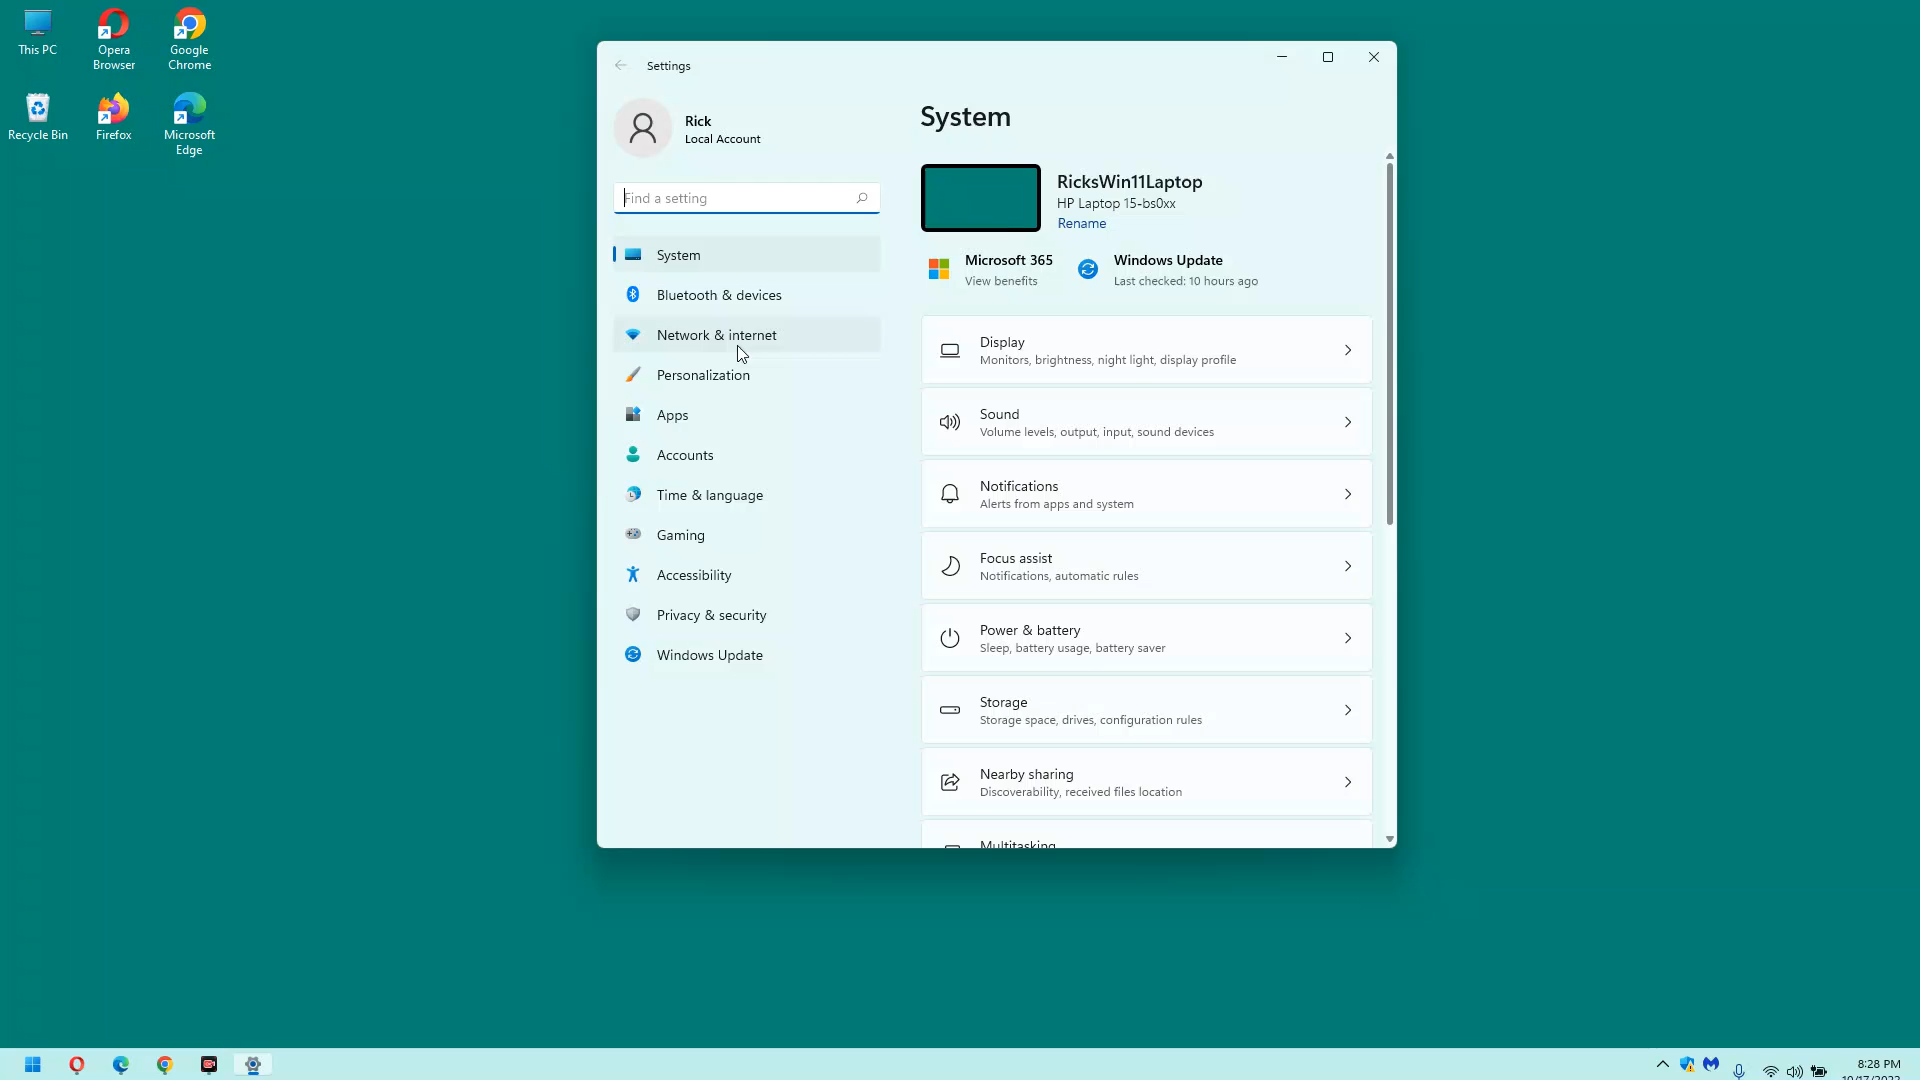 This PC
Opera
Browser
Google
Chrome
Recycle Bin
Firefox
Microsoft
Edge
Settings
Rick
Local Account
Find a setting
System
Bluetooth & devices
Network & internet
Personalization
Apps
Accounts
Time & language
Gaming
Accessibility
Privacy & security
Windows Update
System
RicksWin11Laptop
HP Laptop 15-bs0xx
Rename
Microsoft 365
View benefits
Windows Update
Last checked: 10 hours ago
Display
Monitors, brightness, night light, display profile
Sound
Volume levels, output, input, sound devices
Notifications
Alerts from apps and system
Focus assist
Notifications, automatic rules
Power & battery
Sleep, battery usage, battery saver
Storage
Storage space, drives, configuration rules
Nearby sharing
Discoverability, received files location
Multitasking
8:28 PM